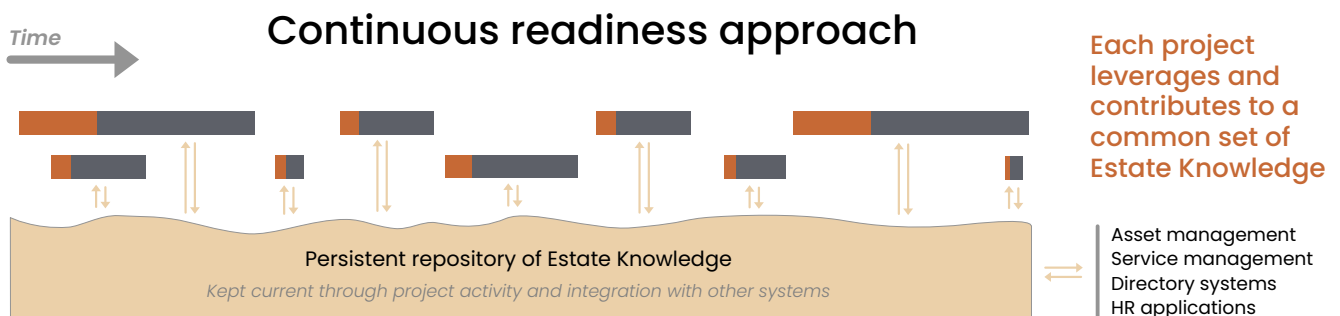 Time
Continuous readiness approach
Each project
leverages and
contributes to a
common set of
Estate Knowledge
Persistent repository of Estate Knowledge
Kept current through project activity and integration with other systems
Asset management
Service management
Directory systems
HR applications